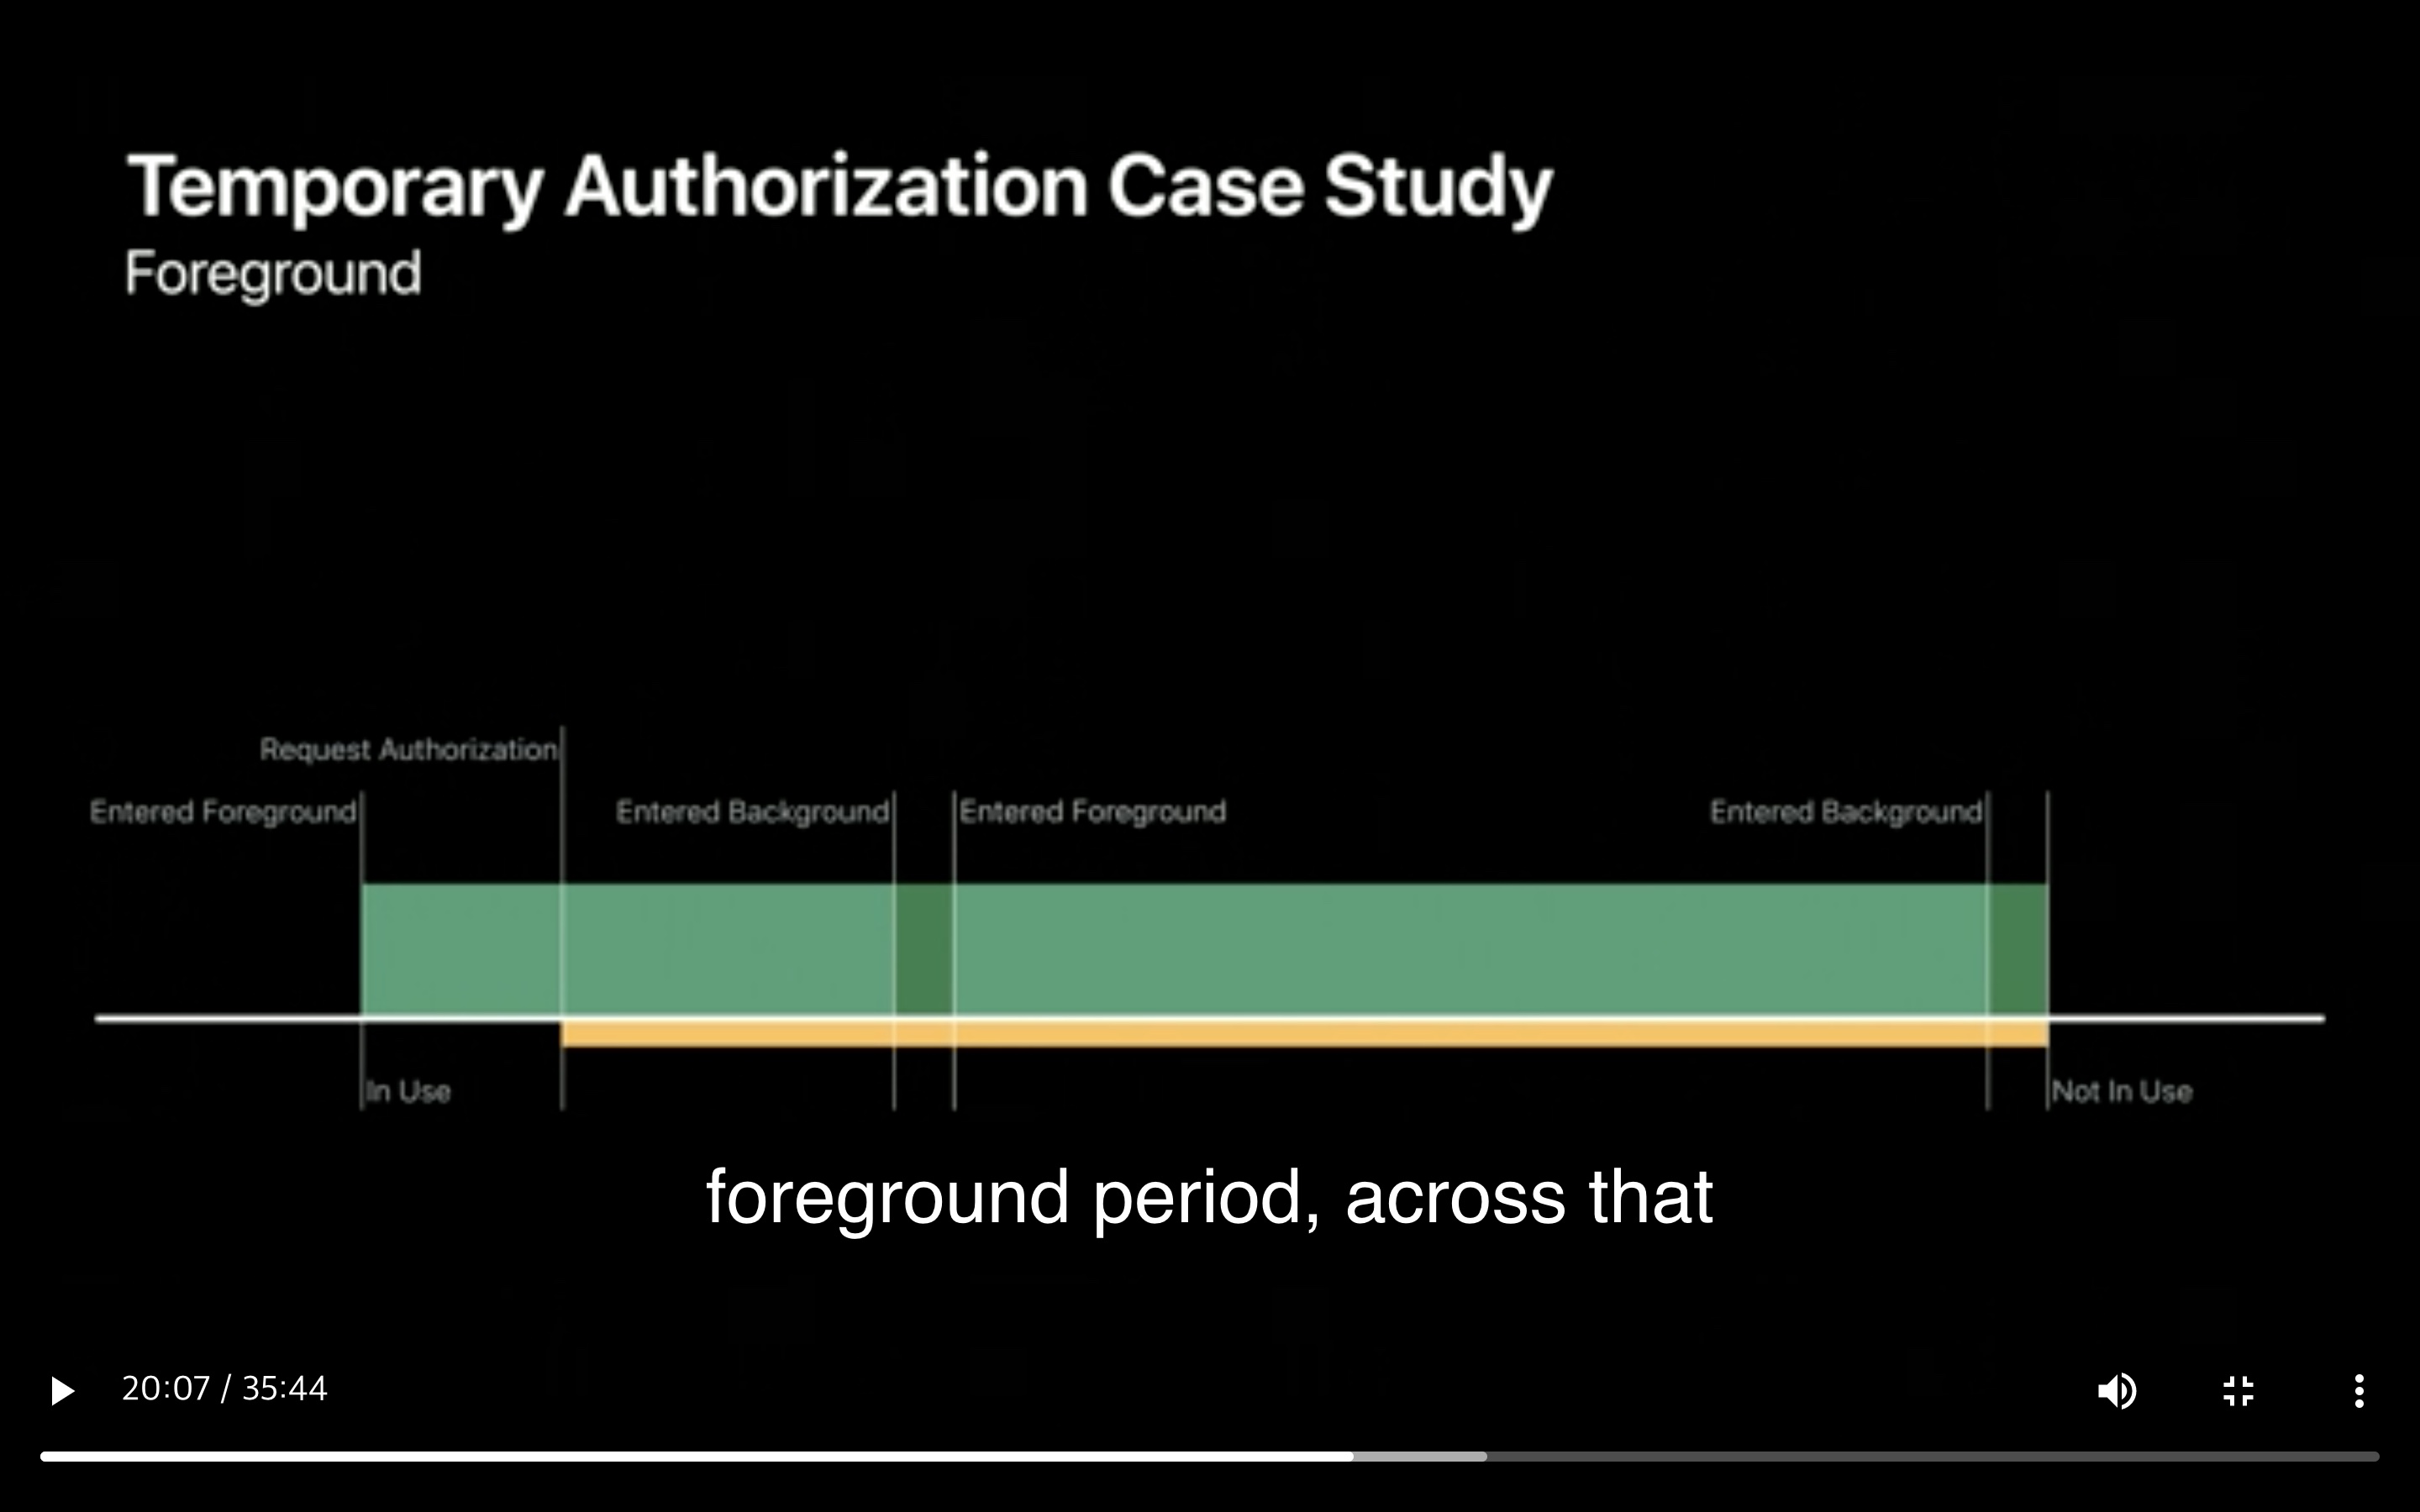 Temporary Authorization Case Study
Foreground
Request Authorization
Entered Foreground
Entered Background
Entered Foreground
Entered Background
In Use
Not In Use
foreground period, across that
20:07 / 35:44